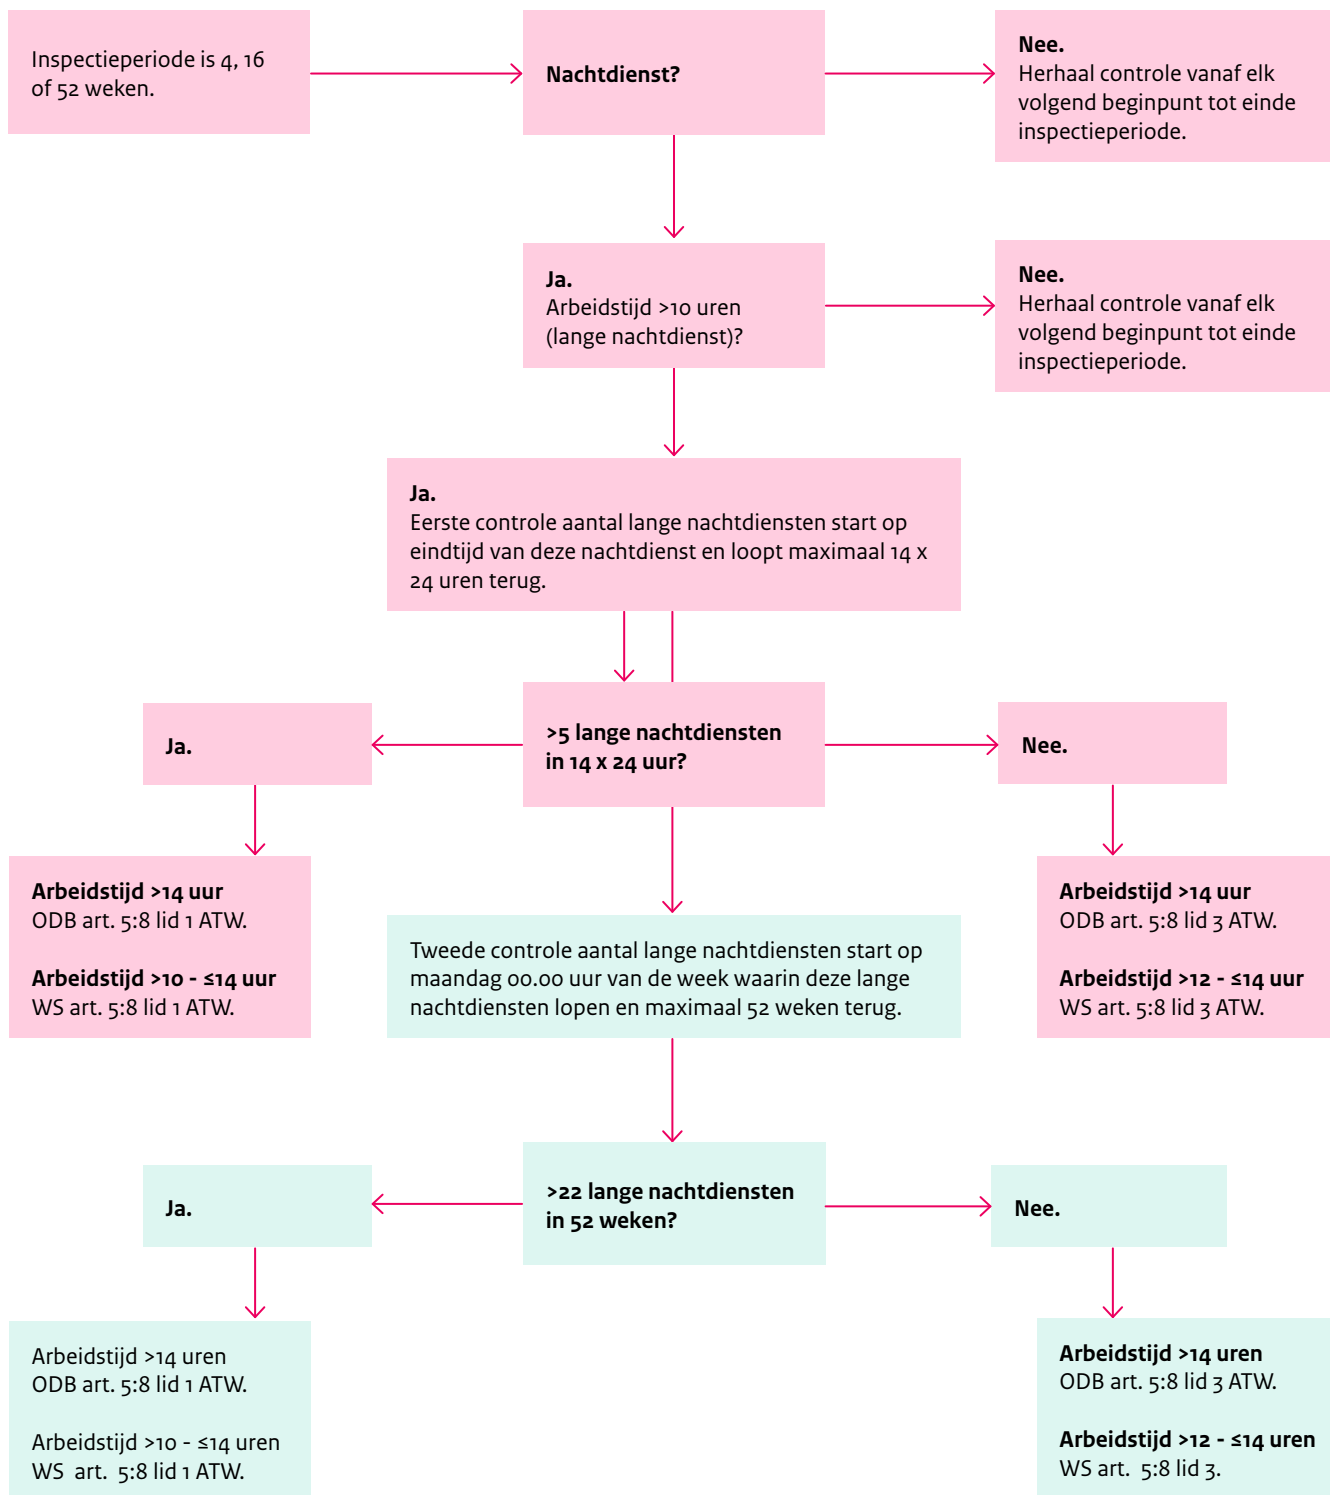 Inspectieperiode is 4, 16
of 52 weken.
Nachtdienst?
Nee.
Herhaal controle vanaf elk
volgend beginpunt tot einde
inspectieperiode.
Ja.
Arbeidstijd >10 uren
(lange nachtdienst)?
Nee.
Herhaal controle vanaf elk
volgend beginpunt tot einde
inspectieperiode.
Ja.
Eerste controle aantal lange nachtdiensten start op
eindtijd van deze nachtdienst en loopt maximaal 14 x
24 uren terug.
Ja.
>5 lange nachtdiensten
in 14 x 24 uur?
Nee.
Arbeidstijd >14 uur
ODB art. 5:8 lid 1 ATW.
Arbeidstijd >10 - ≤14 uur
WS art. 5:8 lid 1 ATW.
Arbeidstijd >14 uur
ODB art. 5:8 lid 3 ATW.
Arbeidstijd >12 - ≤14 uur
WS art. 5:8 lid 3 ATW.
Tweede controle aantal lange nachtdiensten start op
maandag 00.00 uur van de week waarin deze lange
nachtdiensten lopen en maximaal 52 weken terug.
Ja.
>22 lange nachtdiensten
in 52 weken?
Nee.
Arbeidstijd >14 uren
ODB art. 5:8 lid 1 ATW.
Arbeidstijd >10 - ≤14 uren
WS art. 5:8 lid 1 ATW.
Arbeidstijd >14 uren
ODB art. 5:8 lid 3 ATW.
Arbeidstijd >12 - ≤14 uren
WS art. 5:8 lid 3.